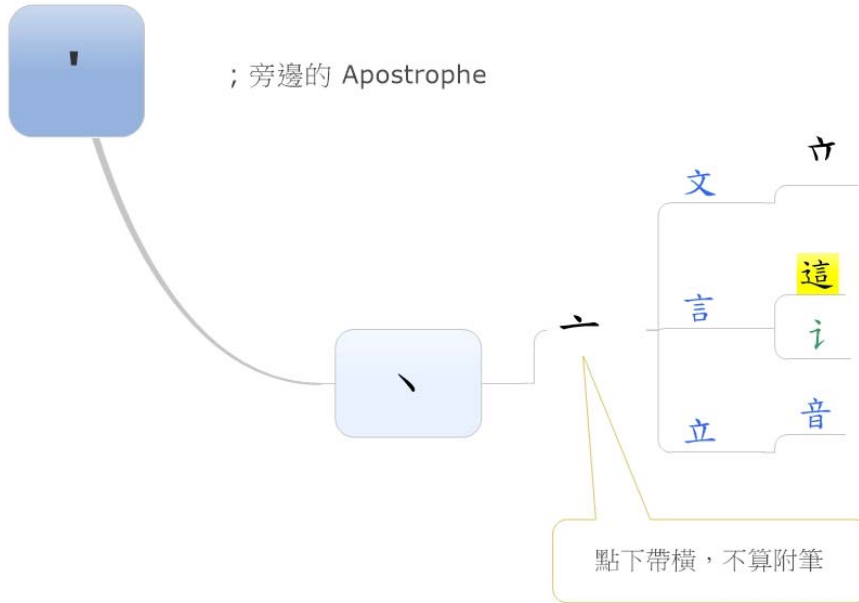 '
; 旁邊的 Apostrophe
丶
亠
文
言
這
讠
立
音
點下帶橫，不算附筆